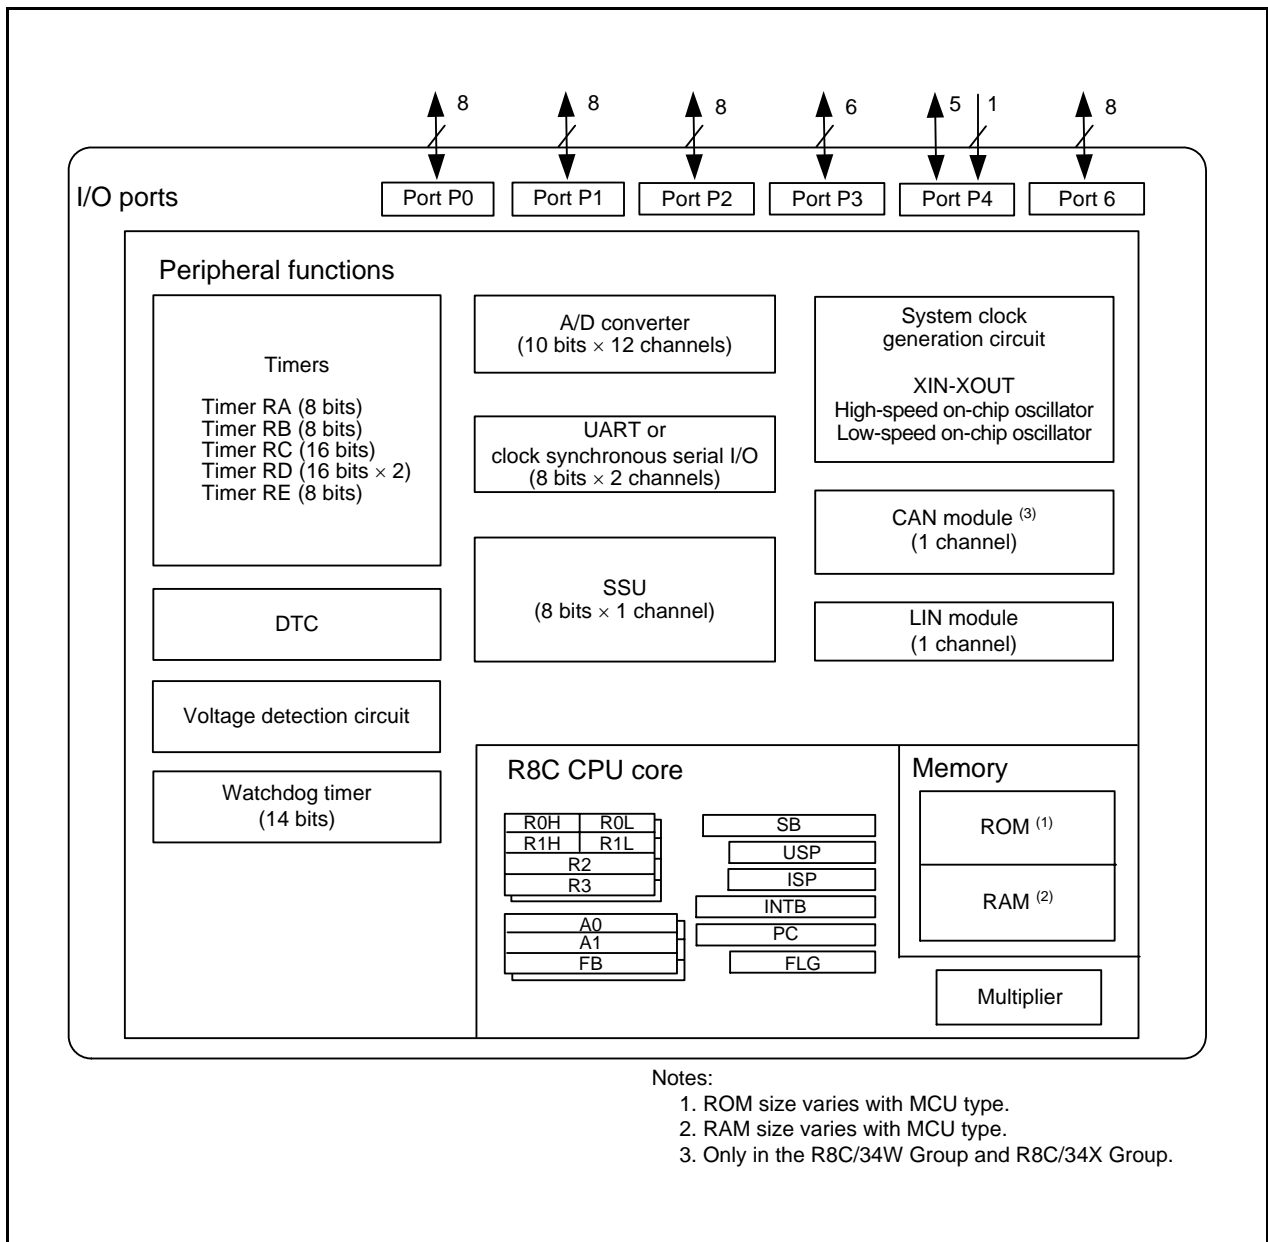 8
8
8
6
5
1
8
I/O ports
Port P0
Port P1
Port P2
Port P3
Port P4
Port 6
Peripheral functions
Timers
Timer RA (8 bits)
Timer RB (8 bits)
Timer RC (16 bits)
Timer RD (16 bits × 2)
Timer RE (8 bits)
DTC
Voltage detection circuit
Watchdog timer
(14 bits)
A/D converter
(10 bits × 12 channels)
UART or
clock synchronous serial I/O
(8 bits × 2 channels)
SSU
(8 bits × 1 channel)
System clock
generation circuit
XIN-XOUT
High-speed on-chip oscillator
Low-speed on-chip oscillator
CAN module (3)
(1 channel)
LIN module
(1 channel)
R8C CPU core
R0H R0L
R1H R1L
R2
R3
A0
A1
FB
SB
USP
ISP
INTB
PC
FLG
Memory
ROM (1)
RAM (2)
Multiplier
Notes:
1. ROM size varies with MCU type.
2. RAM size varies with MCU type.
3. Only in the R8C/34W Group and R8C/34X Group.